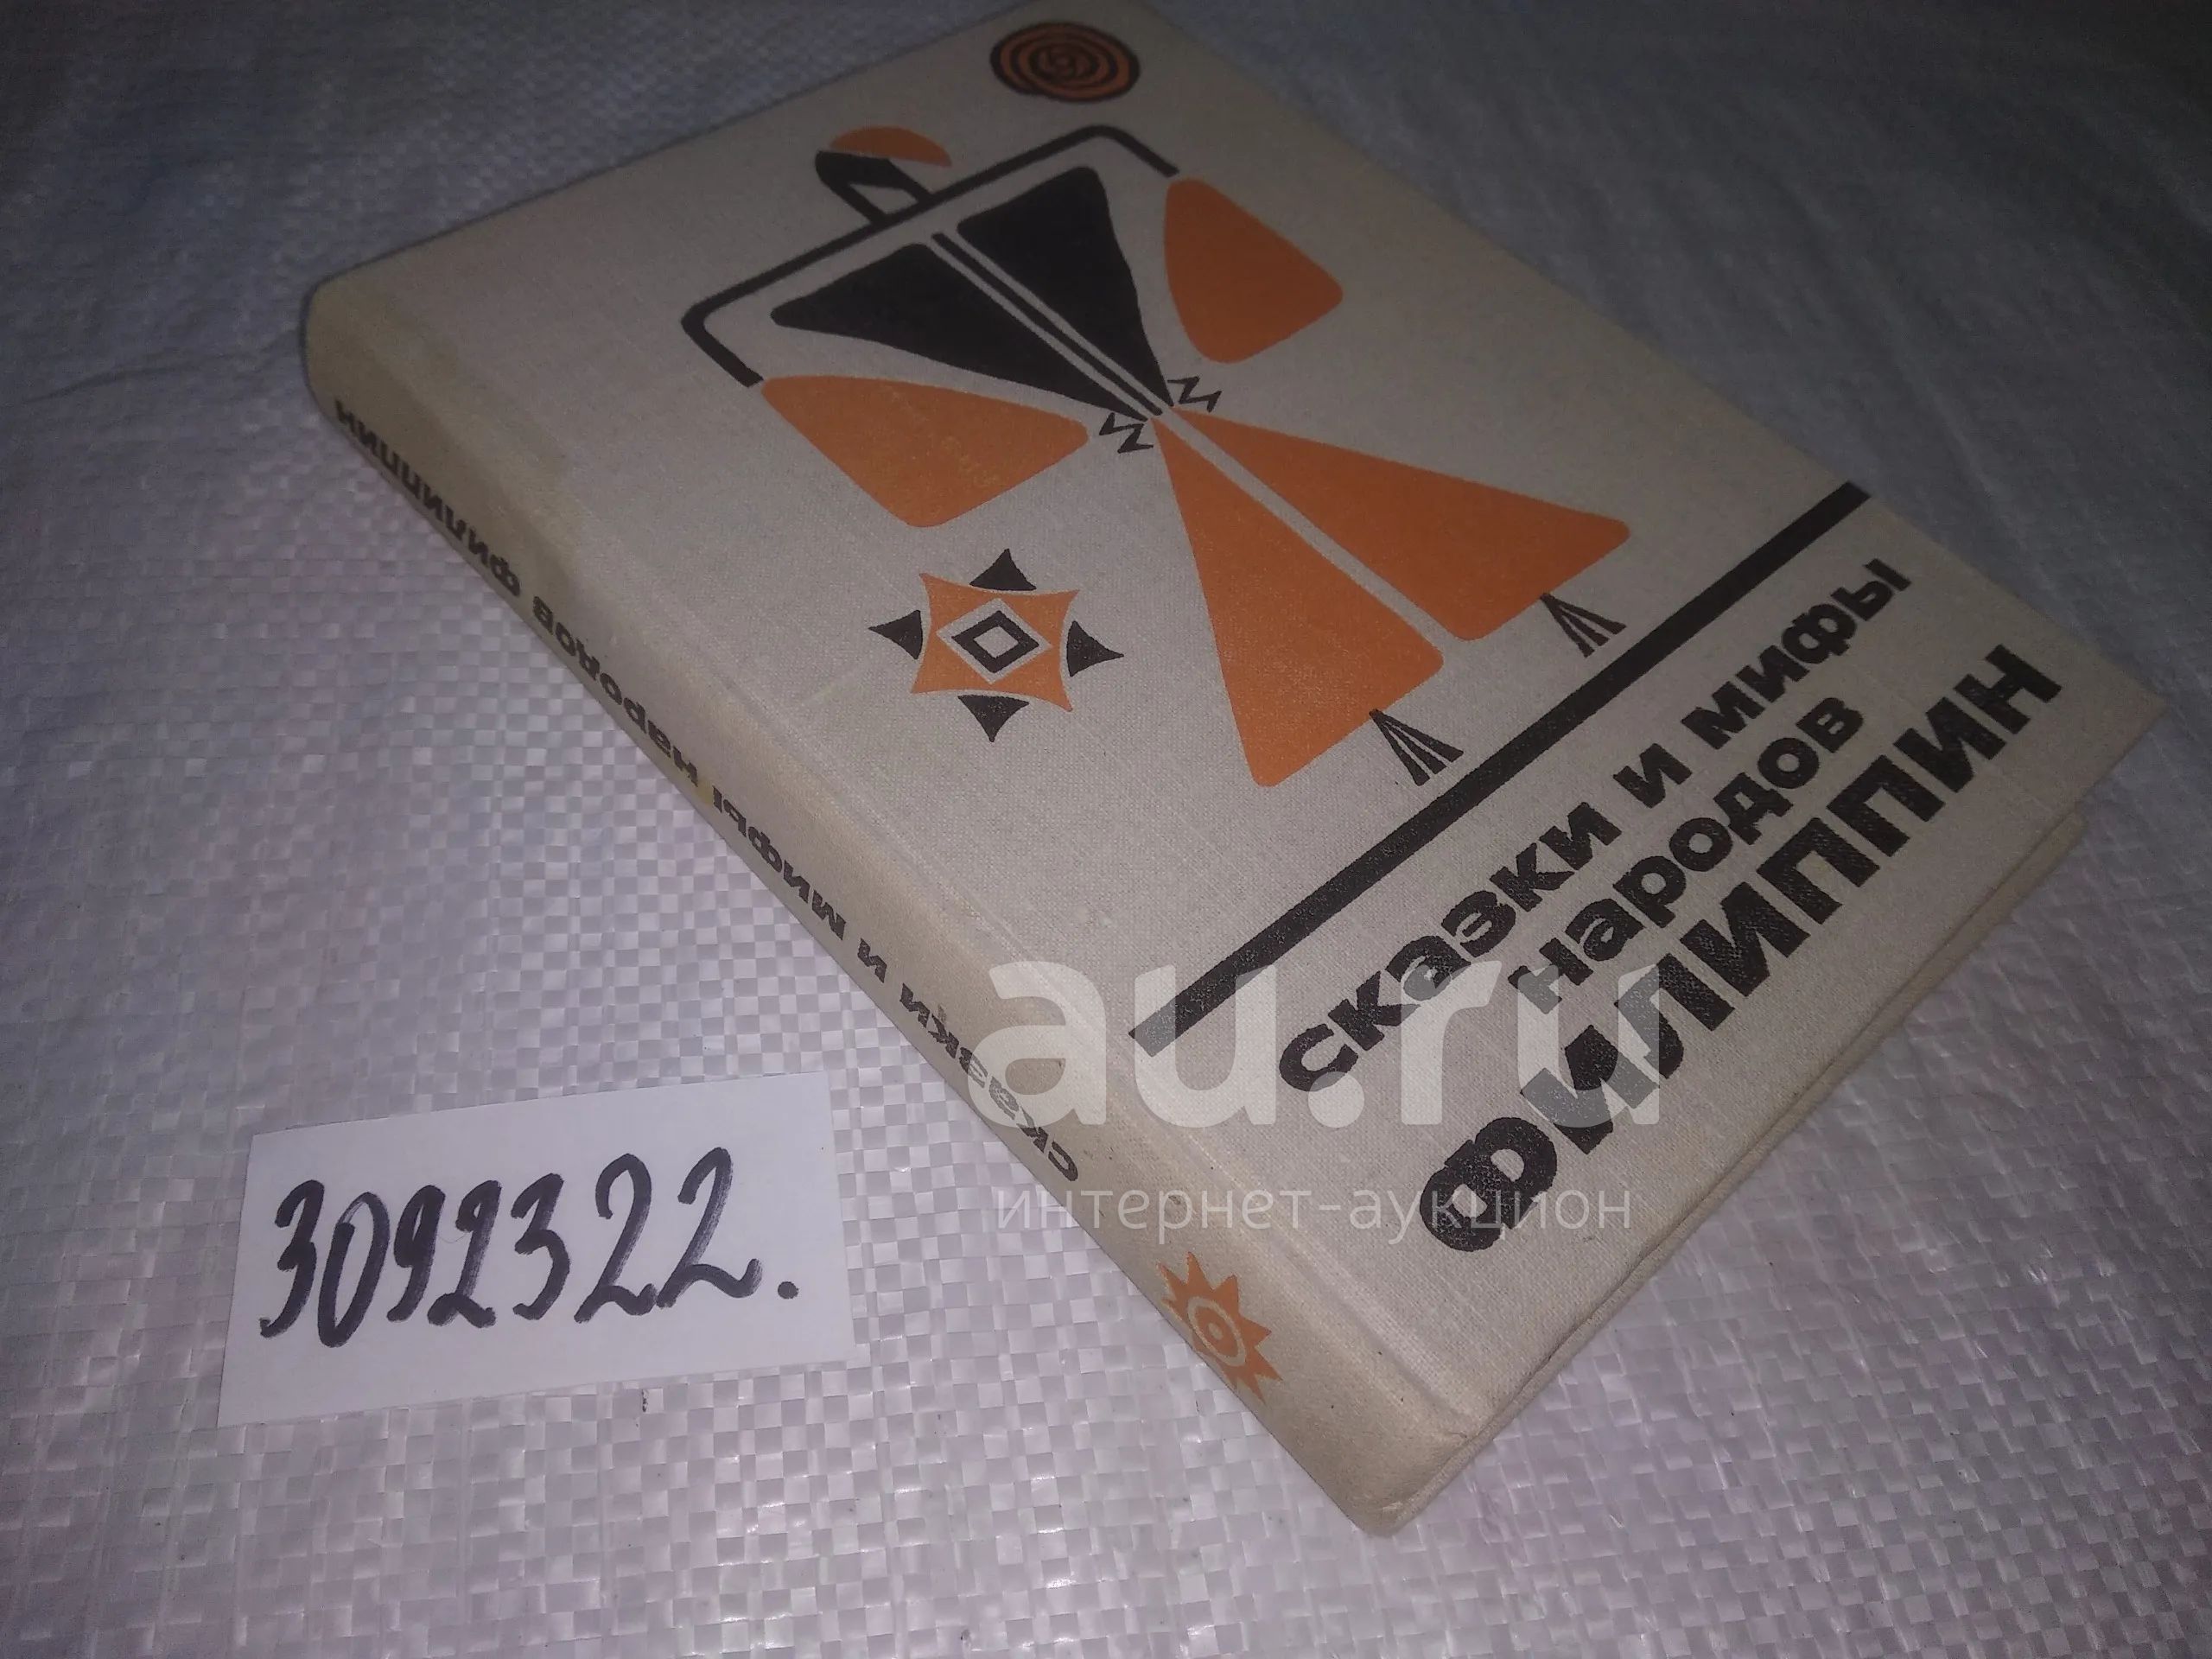 сказки и мифы
народов
ФИЛИППИН
сказки и мифы народов филиппин
3092322.
au.ru
интернет-аукцион